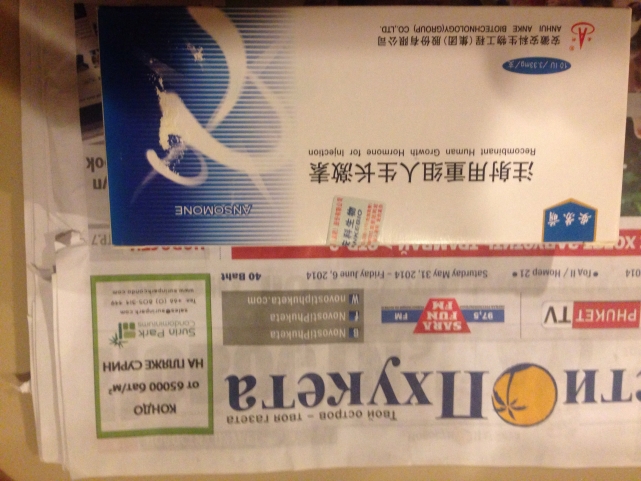 Твой остров – твоя газета
сти Пхукета
КОНДО
от 65000 бат/м²
НА ПЛЯЖЕ СУРИН
Surin Park
Condominiums
PHUKET TV
97,5
SARA
FUN
FM
FM
B NovostiPhuketa
f NovostiPhuketa
W novostiphuketa.com
Год II / Номер 21 •
Saturday May 31, 2014 – Friday June 6, 2014
40 Baht
安苏萌
ANSOMONE
注射用重组人生长激素
Recombinant Human Growth Hormone for Injection
10 IU /3.33mg/支
安徽安科生物工程（集团）股份有限公司
ANHUI ANKE BIOTECHNOLOGY(GROUP) CO.,LTD.